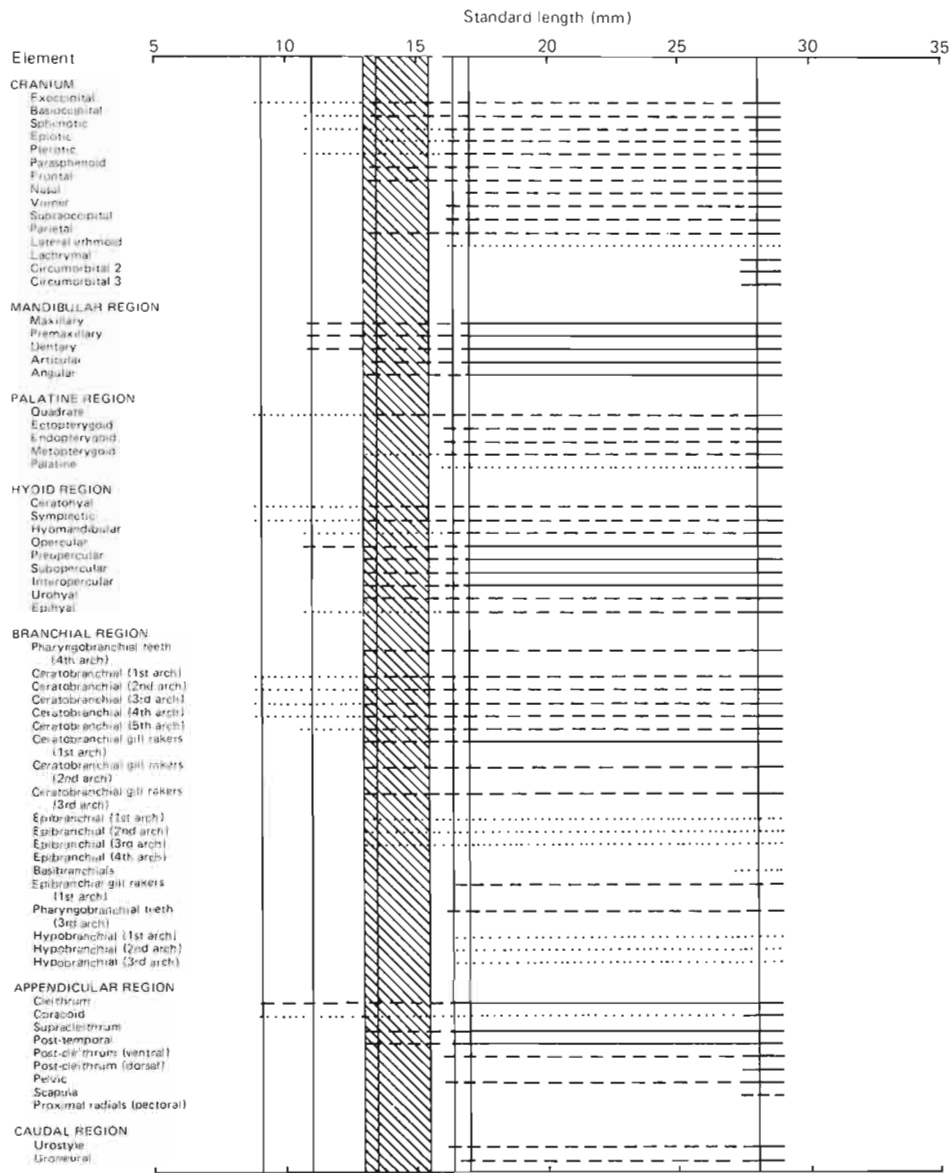 Standard length (mm)
Element 5 10 15 20 25 30 35
CRANIUM
Exoccipital
Basioccipital
Sphenotic
Epiotic
Pterotic
Parasphenoid
Frontal
Nasal
Vomer
Supraoccipital
Parietal
Lateral ethmoid
Lachrymal
Circumorbital 2
Circumorbital 3
MANDIBULAR REGION
Maxillary
Premaxillary
Dentary
Articular
Angular
PALATINE REGION
Quadrate
Ectopterygoid
Endopterygoid
Metopterygoid
Palatine
HYOID REGION
Ceratohyal
Symplectic
Hyomandibular
Opercular
Preopercular
Subopercular
Interopercular
Urohyal
Epihyal
BRANCHIAL REGION
Pharyngobranchial teeth
(4th arch)
Ceratobranchial (1st arch)
Ceratobranchial (2nd arch)
Ceratobranchial (3rd arch)
Ceratobranchial (4th arch)
Ceratobranchial (5th arch)
Ceratobranchial gill rakers
(1st arch)
Ceratobranchial gill rakers
(2nd arch)
Ceratobranchial gill rakers
(3rd arch)
Epibranchial (1st arch)
Epibranchial (2nd arch)
Epibranchial (3rd arch)
Epibranchial (4th arch)
Basibranchials
Epibranchial gill rakers
(1st arch)
Pharyngobranchial teeth
(3rd arch)
Hypobranchial (1st arch)
Hypobranchial (2nd arch)
Hypobranchial (3rd arch)
APPENDICULAR REGION
Cleithrum
Coracoid
Supracleithrum
Post-temporal
Post-cleithrum (ventral)
Post-cleithrum (dorsal)
Pelvic
Scapula
Proximal radials (pectoral)
CAUDAL REGION
Urostyle
Uroneural